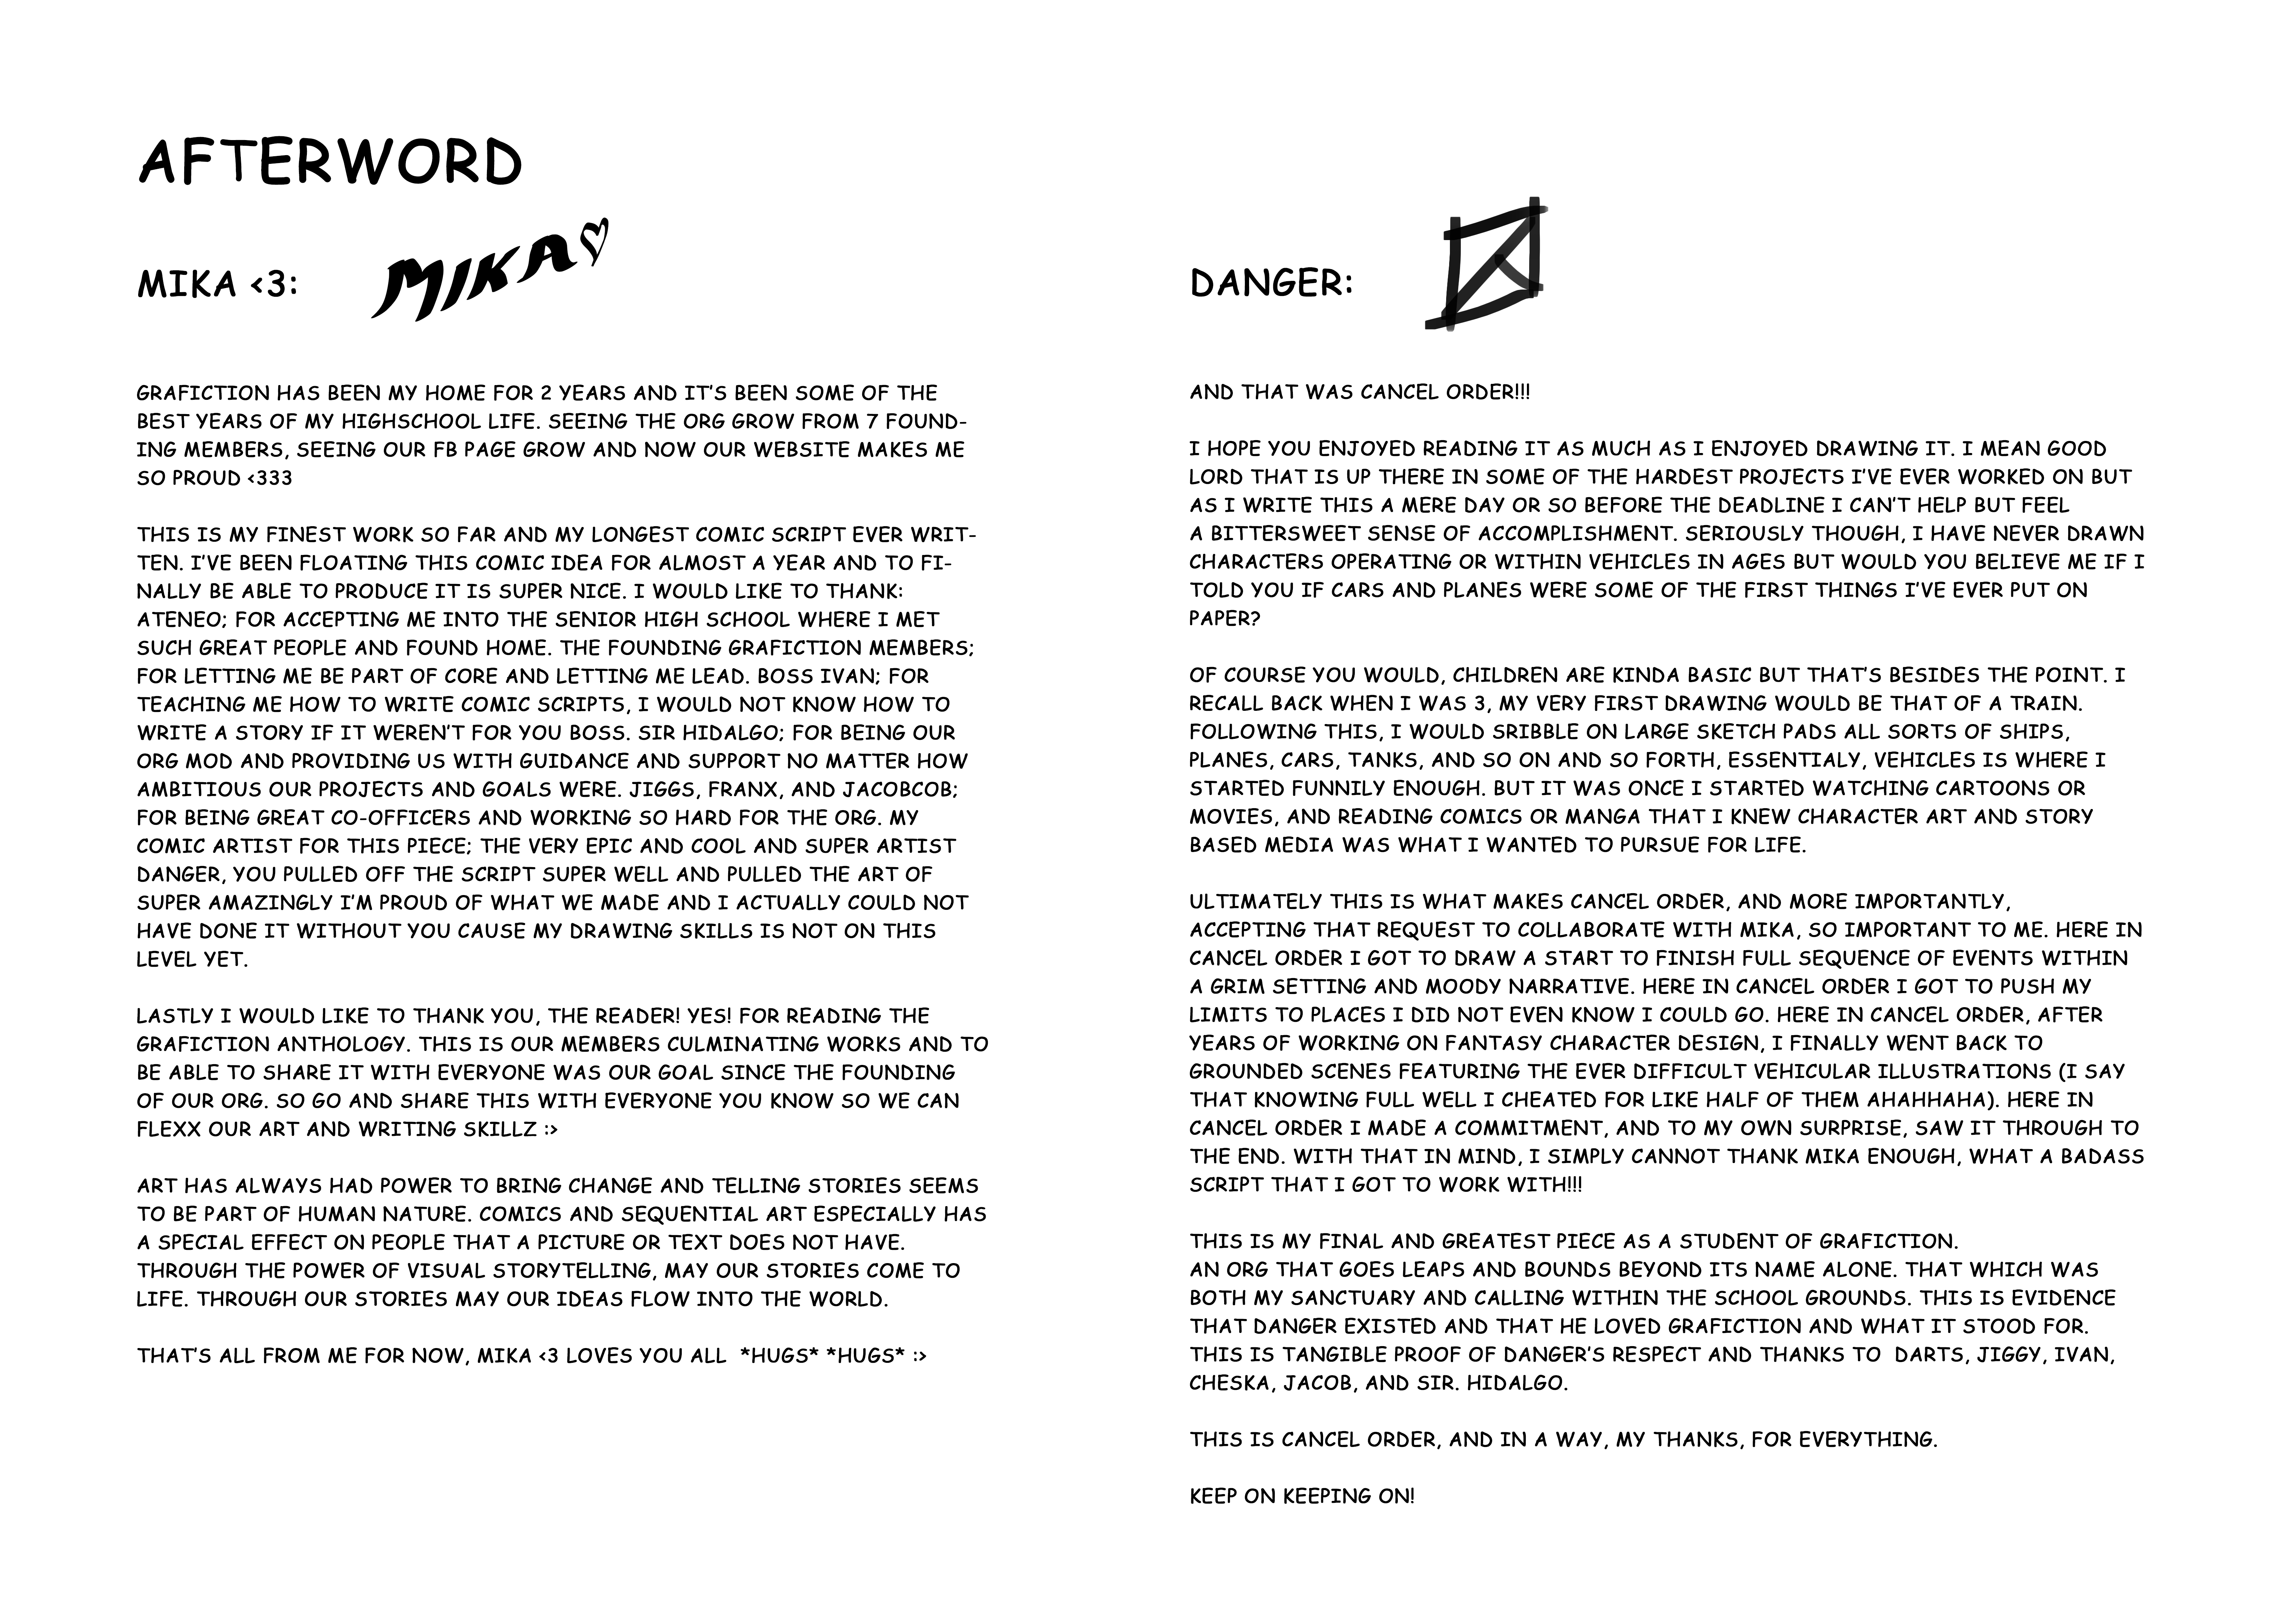 AFTERWORD
MIKA <3:
MIKA♡
GRAFICTION HAS BEEN MY HOME FOR 2 YEARS AND IT'S BEEN SOME OF THE
BEST YEARS OF MY HIGHSCHOOL LIFE. SEEING THE ORG GROW FROM 7 FOUND-
ING MEMBERS, SEEING OUR FB PAGE GROW AND NOW OUR WEBSITE MAKES ME
SO PROUD <333
THIS IS MY FINEST WORK SO FAR AND MY LONGEST COMIC SCRIPT EVER WRIT-
TEN. I'VE BEEN FLOATING THIS COMIC IDEA FOR ALMOST A YEAR AND TO FI-
NALLY BE ABLE TO PRODUCE IT IS SUPER NICE. I WOULD LIKE TO THANK:
ATENEO; FOR ACCEPTING ME INTO THE SENIOR HIGH SCHOOL WHERE I MET
SUCH GREAT PEOPLE AND FOUND HOME. THE FOUNDING GRAFICTION MEMBERS;
FOR LETTING ME BE PART OF CORE AND LETTING ME LEAD. BOSS IVAN; FOR
TEACHING ME HOW TO WRITE COMIC SCRIPTS, I WOULD NOT KNOW HOW TO
WRITE A STORY IF IT WEREN'T FOR YOU BOSS. SIR HIDALGO; FOR BEING OUR
ORG MOD AND PROVIDING US WITH GUIDANCE AND SUPPORT NO MATTER HOW
AMBITIOUS OUR PROJECTS AND GOALS WERE. JIGGS, FRANX, AND JACOBCOB;
FOR BEING GREAT CO-OFFICERS AND WORKING SO HARD FOR THE ORG. MY
COMIC ARTIST FOR THIS PIECE; THE VERY EPIC AND COOL AND SUPER ARTIST
DANGER, YOU PULLED OFF THE SCRIPT SUPER WELL AND PULLED THE ART OF
SUPER AMAZINGLY I'M PROUD OF WHAT WE MADE AND I ACTUALLY COULD NOT
HAVE DONE IT WITHOUT YOU CAUSE MY DRAWING SKILLS IS NOT ON THIS
LEVEL YET.
LASTLY I WOULD LIKE TO THANK YOU, THE READER! YES! FOR READING THE
GRAFICTION ANTHOLOGY. THIS IS OUR MEMBERS CULMINATING WORKS AND TO
BE ABLE TO SHARE IT WITH EVERYONE WAS OUR GOAL SINCE THE FOUNDING
OF OUR ORG. SO GO AND SHARE THIS WITH EVERYONE YOU KNOW SO WE CAN
FLEXX OUR ART AND WRITING SKILLZ :>
ART HAS ALWAYS HAD POWER TO BRING CHANGE AND TELLING STORIES SEEMS
TO BE PART OF HUMAN NATURE. COMICS AND SEQUENTIAL ART ESPECIALLY HAS
A SPECIAL EFFECT ON PEOPLE THAT A PICTURE OR TEXT DOES NOT HAVE.
THROUGH THE POWER OF VISUAL STORYTELLING, MAY OUR STORIES COME TO
LIFE. THROUGH OUR STORIES MAY OUR IDEAS FLOW INTO THE WORLD.
THAT'S ALL FROM ME FOR NOW, MIKA <3 LOVES YOU ALL  *HUGS* *HUGS* :>
DANGER:
AND THAT WAS CANCEL ORDER!!!
I HOPE YOU ENJOYED READING IT AS MUCH AS I ENJOYED DRAWING IT. I MEAN GOOD
LORD THAT IS UP THERE IN SOME OF THE HARDEST PROJECTS I'VE EVER WORKED ON BUT
AS I WRITE THIS A MERE DAY OR SO BEFORE THE DEADLINE I CAN'T HELP BUT FEEL
A BITTERSWEET SENSE OF ACCOMPLISHMENT. SERIOUSLY THOUGH, I HAVE NEVER DRAWN
CHARACTERS OPERATING OR WITHIN VEHICLES IN AGES BUT WOULD YOU BELIEVE ME IF I
TOLD YOU IF CARS AND PLANES WERE SOME OF THE FIRST THINGS I'VE EVER PUT ON
PAPER?
OF COURSE YOU WOULD, CHILDREN ARE KINDA BASIC BUT THAT'S BESIDES THE POINT. I
RECALL BACK WHEN I WAS 3, MY VERY FIRST DRAWING WOULD BE THAT OF A TRAIN.
FOLLOWING THIS, I WOULD SRIBBLE ON LARGE SKETCH PADS ALL SORTS OF SHIPS,
PLANES, CARS, TANKS, AND SO ON AND SO FORTH, ESSENTIALY, VEHICLES IS WHERE I
STARTED FUNNILY ENOUGH. BUT IT WAS ONCE I STARTED WATCHING CARTOONS OR
MOVIES, AND READING COMICS OR MANGA THAT I KNEW CHARACTER ART AND STORY
BASED MEDIA WAS WHAT I WANTED TO PURSUE FOR LIFE.
ULTIMATELY THIS IS WHAT MAKES CANCEL ORDER, AND MORE IMPORTANTLY,
ACCEPTING THAT REQUEST TO COLLABORATE WITH MIKA, SO IMPORTANT TO ME. HERE IN
CANCEL ORDER I GOT TO DRAW A START TO FINISH FULL SEQUENCE OF EVENTS WITHIN
A GRIM SETTING AND MOODY NARRATIVE. HERE IN CANCEL ORDER I GOT TO PUSH MY
LIMITS TO PLACES I DID NOT EVEN KNOW I COULD GO. HERE IN CANCEL ORDER, AFTER
YEARS OF WORKING ON FANTASY CHARACTER DESIGN, I FINALLY WENT BACK TO
GROUNDED SCENES FEATURING THE EVER DIFFICULT VEHICULAR ILLUSTRATIONS (I SAY
THAT KNOWING FULL WELL I CHEATED FOR LIKE HALF OF THEM AHAHHAHA). HERE IN
CANCEL ORDER I MADE A COMMITMENT, AND TO MY OWN SURPRISE, SAW IT THROUGH TO
THE END. WITH THAT IN MIND, I SIMPLY CANNOT THANK MIKA ENOUGH, WHAT A BADASS
SCRIPT THAT I GOT TO WORK WITH!!!
THIS IS MY FINAL AND GREATEST PIECE AS A STUDENT OF GRAFICTION.
AN ORG THAT GOES LEAPS AND BOUNDS BEYOND ITS NAME ALONE. THAT WHICH WAS
BOTH MY SANCTUARY AND CALLING WITHIN THE SCHOOL GROUNDS. THIS IS EVIDENCE
THAT DANGER EXISTED AND THAT HE LOVED GRAFICTION AND WHAT IT STOOD FOR.
THIS IS TANGIBLE PROOF OF DANGER'S RESPECT AND THANKS TO  DARTS, JIGGY, IVAN,
CHESKA, JACOB, AND SIR. HIDALGO.
THIS IS CANCEL ORDER, AND IN A WAY, MY THANKS, FOR EVERYTHING.
KEEP ON KEEPING ON!